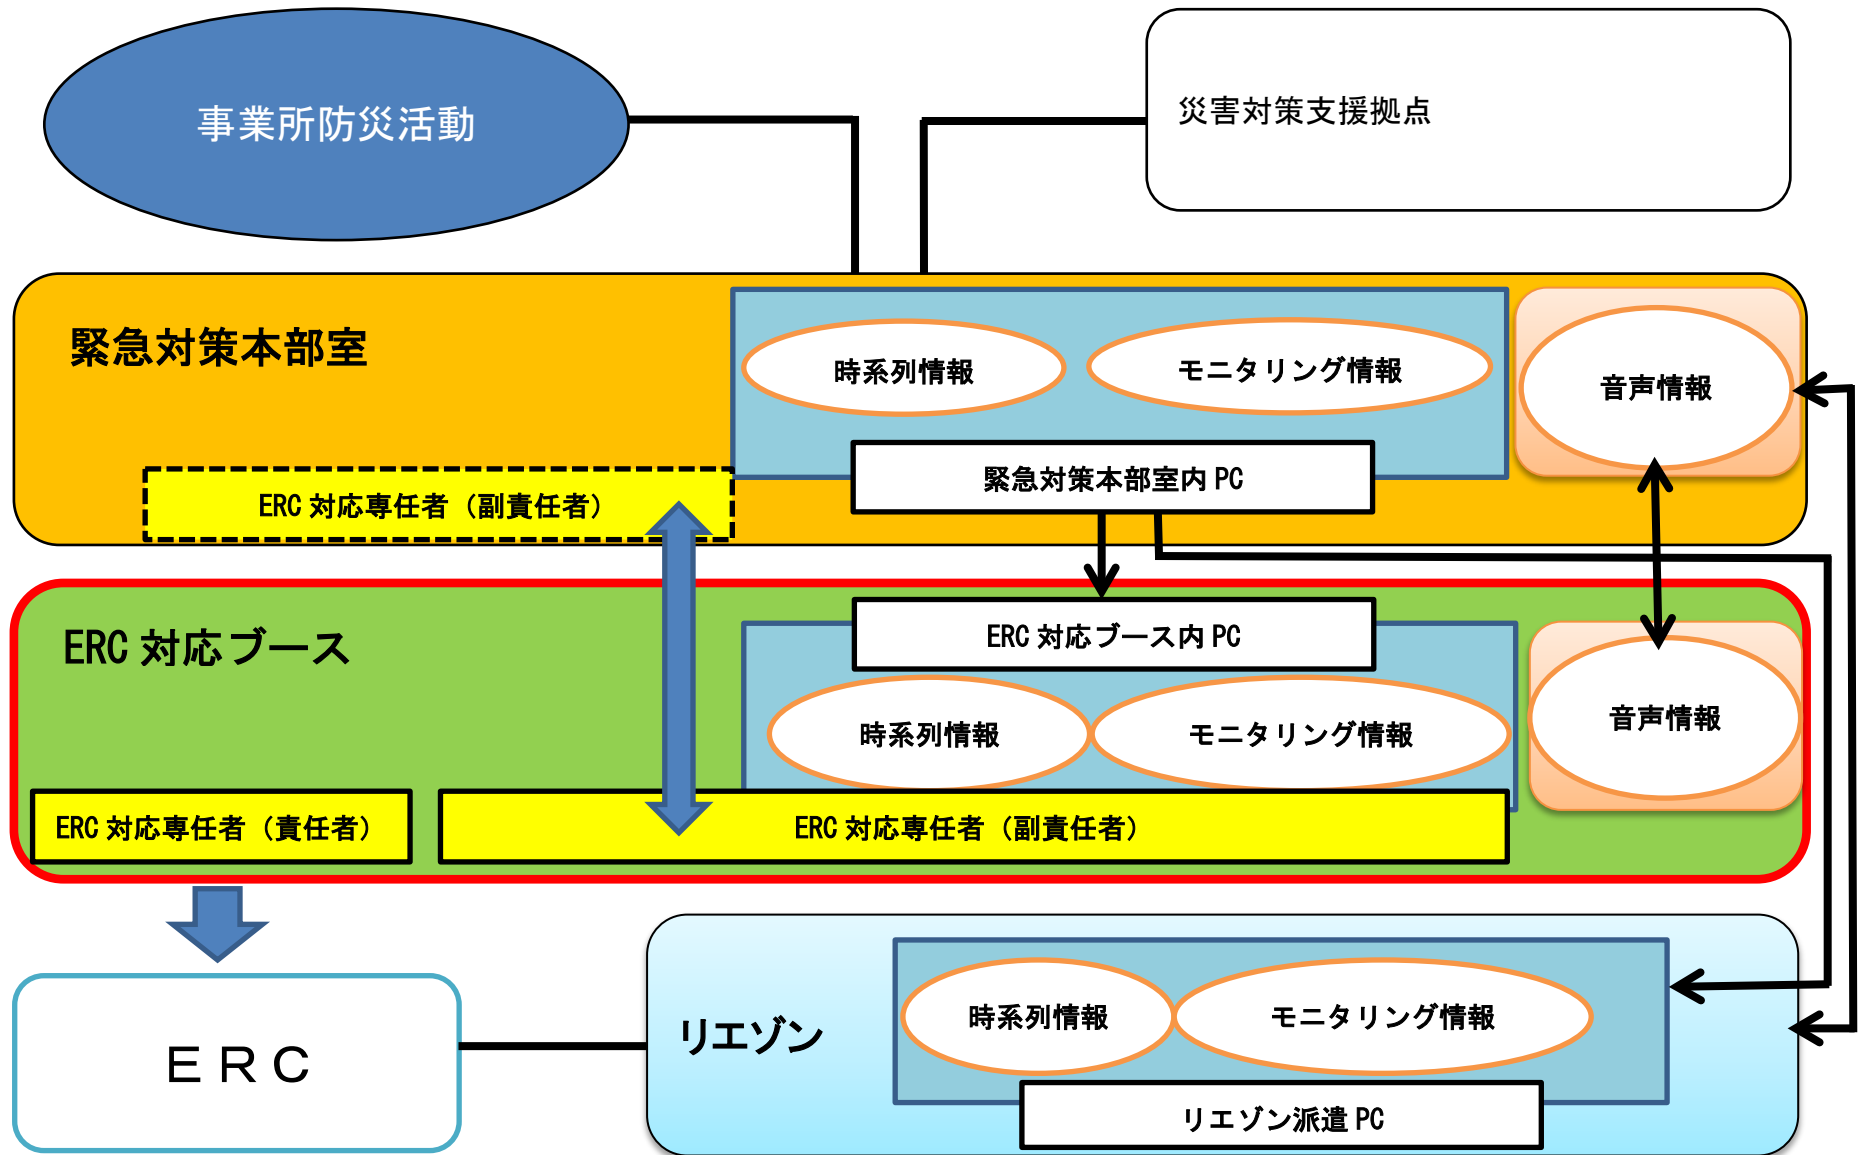 事業所防災活動
災害対策支援拠点
緊急対策本部室
時系列情報
モニタリング情報
音声情報
緊急対策本部室内 PC
ERC 対応専任者（副責任者）
ERC 対応ブース
ERC 対応ブース内 PC
時系列情報
モニタリング情報
音声情報
ERC 対応専任者（責任者）
ERC 対応専任者（副責任者）
ＥＲＣ
リエゾン
時系列情報
モニタリング情報
リエゾン派遣 PC